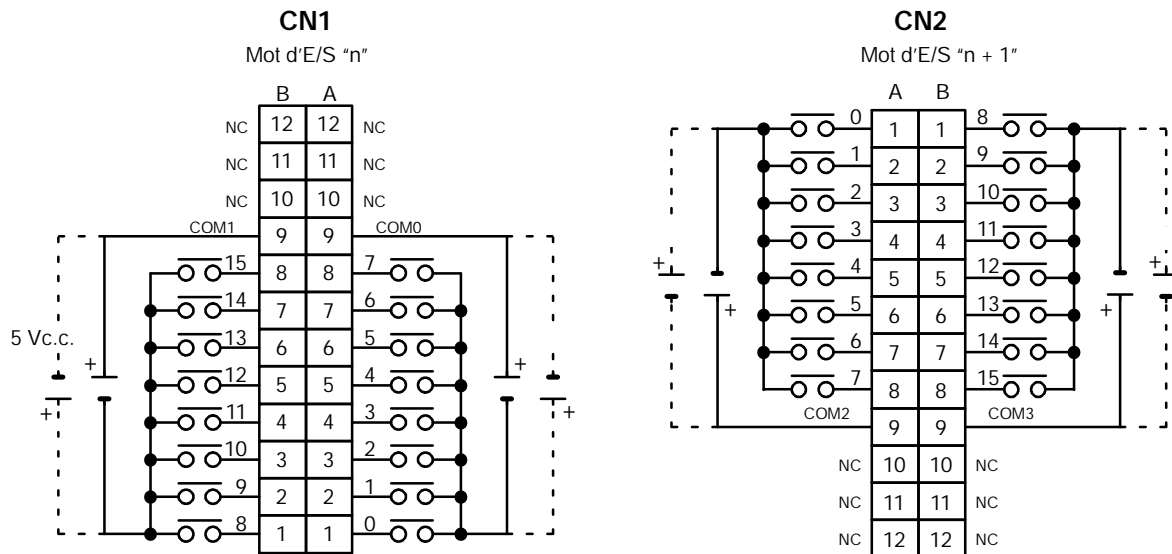 CN1
Mot d'E/S "n"
B A
NC 12 12 NC
NC 11 11 NC
NC 10 10 NC
COM1 9 9 COM0
15 8 8 7
14 7 7 6
13 6 6 5
12 5 5 4
11 4 4 3
10 3 3 2
9 2 2 1
8 1 1 0
5 Vc.c.
+ + + +
CN2
Mot d'E/S "n + 1"
A B
0 1 1 8
1 2 2 9
2 3 3 10
3 4 4 11
4 5 5 12
5 6 6 13
6 7 7 14
7 8 8 15
COM2 9 9 COM3
NC 10 10 NC
NC 11 11 NC
NC 12 12 NC
+ + + +